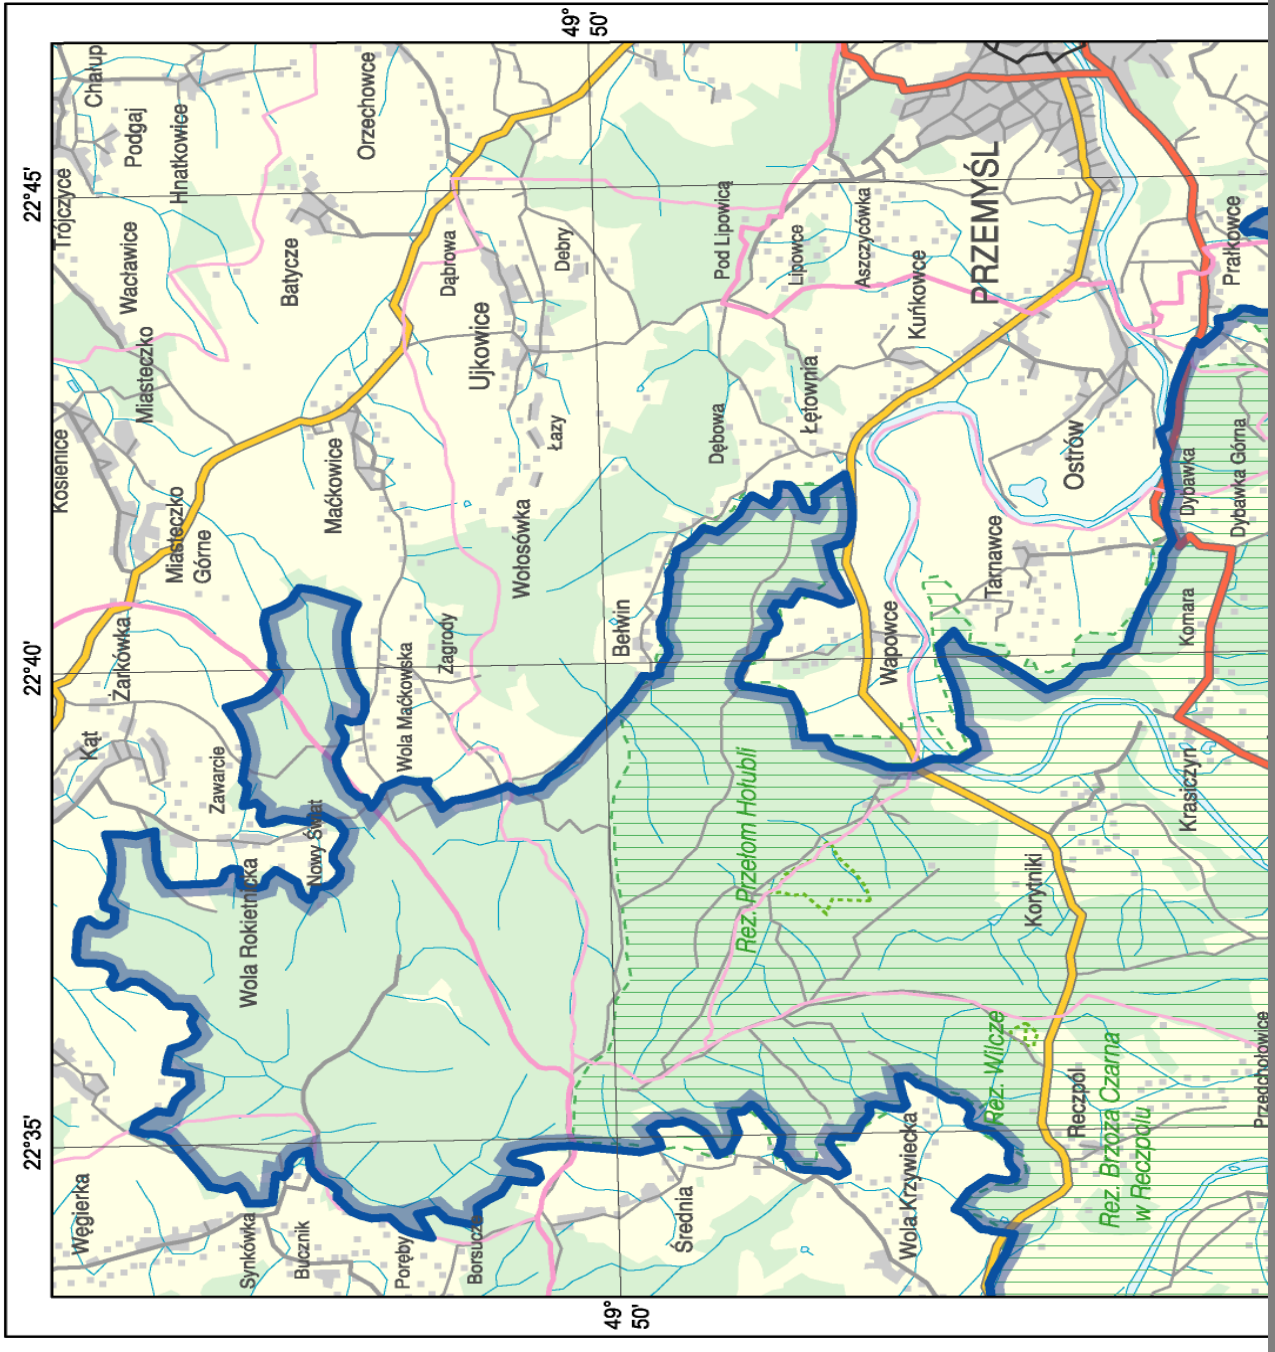 49°
50'
22°45'
22°40'
22°35'
49°
50'
Trójczyce
Podgaj
Hnatkowice
Wacławice
Orzechowce
Batycze
Miasteczko
Kosienice
Dąbrowa
Debry
Ujkowice
Łazy
Maćkowice
Miasteczko
Górne
Wołosówka
Pod Lipowicą
Lipowce
Aszczycówka
Kuńkowce
PRZEMYŚL
Prałkowce
Dębowa
Łętownia
Ostrów
Dybawka
Dybawka Górna
Tarnawce
Komara
Bełwin
Wapowce
Żarkówka
Kąt
Zawarcie
Wola Maćkowska
Zagrody
Nowy Świat
Wola Rokietnicka
Rez. Przełom Hołubli
Krasiczyn
Korytniki
Rez. Wilcze
Reczpol
Rez. Brzoza Czarna
w Reczpolu
Przedchołowice
Węgierka
Synkówka
Bucznik
Poręby
Średnia
Wola Krzywiecka